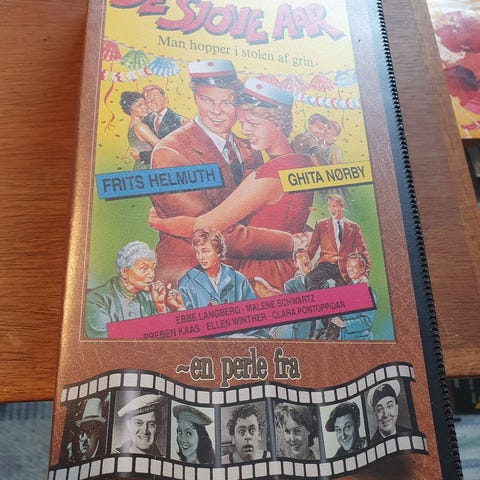 DE SJOVE AAR
Man hopper i stolen af grin
FRITS HELMUTH
GHITA NØRBY
EBBE LANGBERG · MALENE SCHWARTZ
PREBEN KAAS · ELLEN WINTHER · CLARA PONTOPPIDAN
~en perle fra